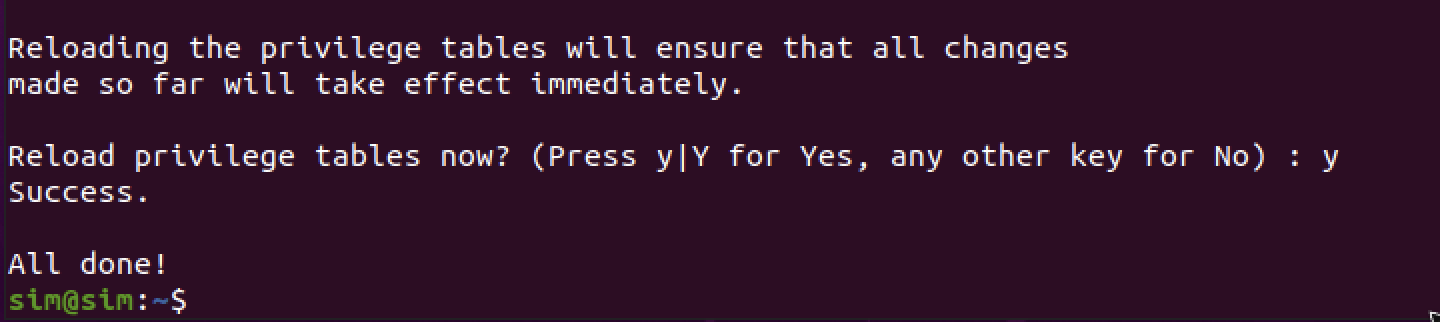 Reloading the privilege tables will ensure that all changes
made so far will take effect immediately.
Reload privilege tables now? (Press y|Y for Yes, any other key for No) : y
Success.
All done!
sim@sim:~$